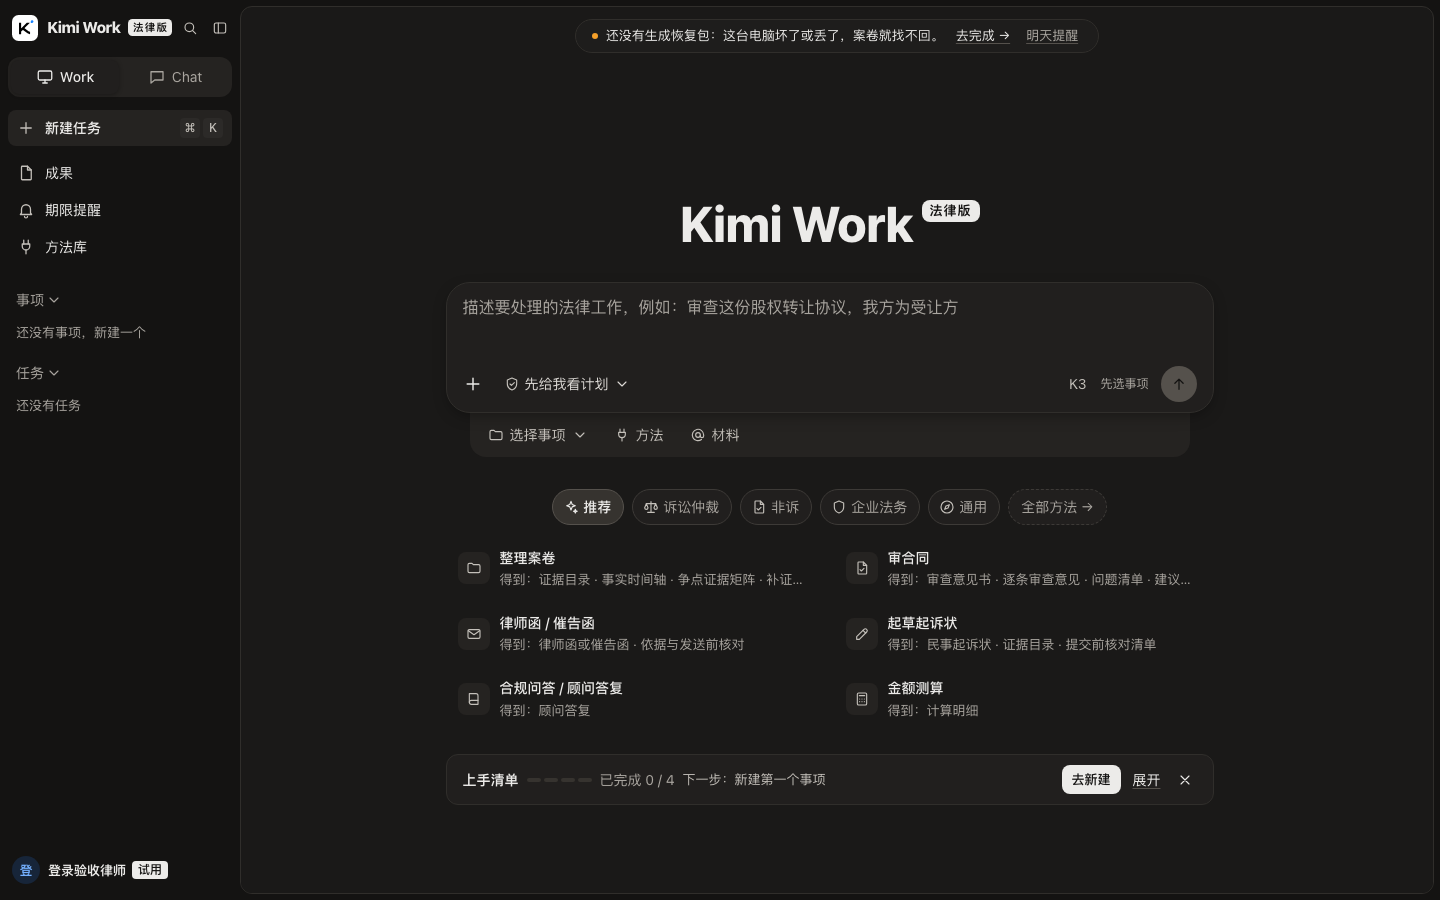 Kimi Work 法律版
Work
Chat
新建任务 ⌘ K
成果
期限提醒
方法库
事项
还没有事项，新建一个
任务
还没有任务
登 登录验收律师 试用
还没有生成恢复包：这台电脑坏了或丢了，案卷就找不回。 去完成 → 明天提醒
Kimi Work 法律版
描述要处理的法律工作，例如：审查这份股权转让协议，我方为受让方
先给我看计划
K3 先选事项
选择事项 方法 材料
推荐 诉讼仲裁 非诉 企业法务 通用 全部方法 →
整理案卷
得到：证据目录 · 事实时间轴 · 争点证据矩阵 · 补证...
审合同
得到：审查意见书 · 逐条审查意见 · 问题清单 · 建议...
律师函 / 催告函
得到：律师函或催告函 · 依据与发送前核对
起草起诉状
得到：民事起诉状 · 证据目录 · 提交前核对清单
合规问答 / 顾问答复
得到：顾问答复
金额测算
得到：计算明细
上手清单 已完成 0 / 4 下一步：新建第一个事项 去新建 展开